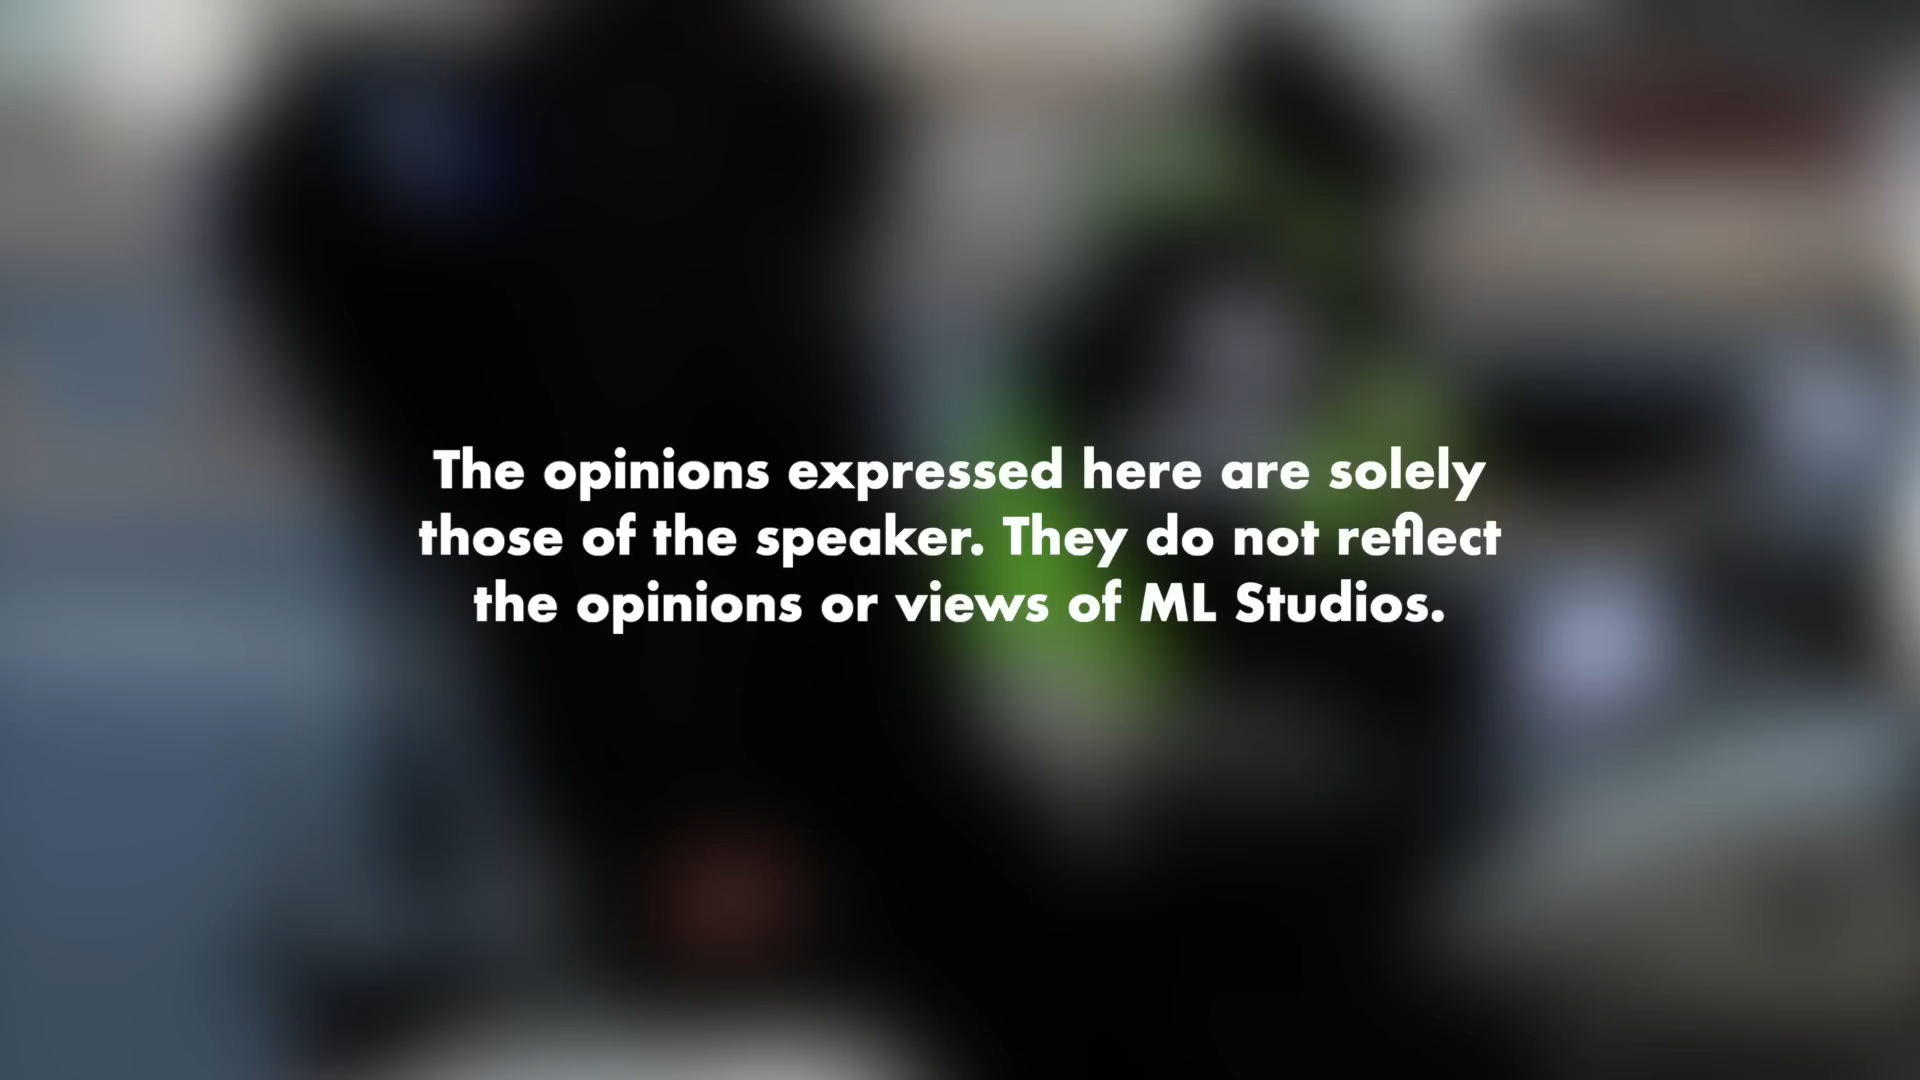 The opinions expressed here are solely
those of the speaker. They do not reflect
the opinions or views of ML Studios.